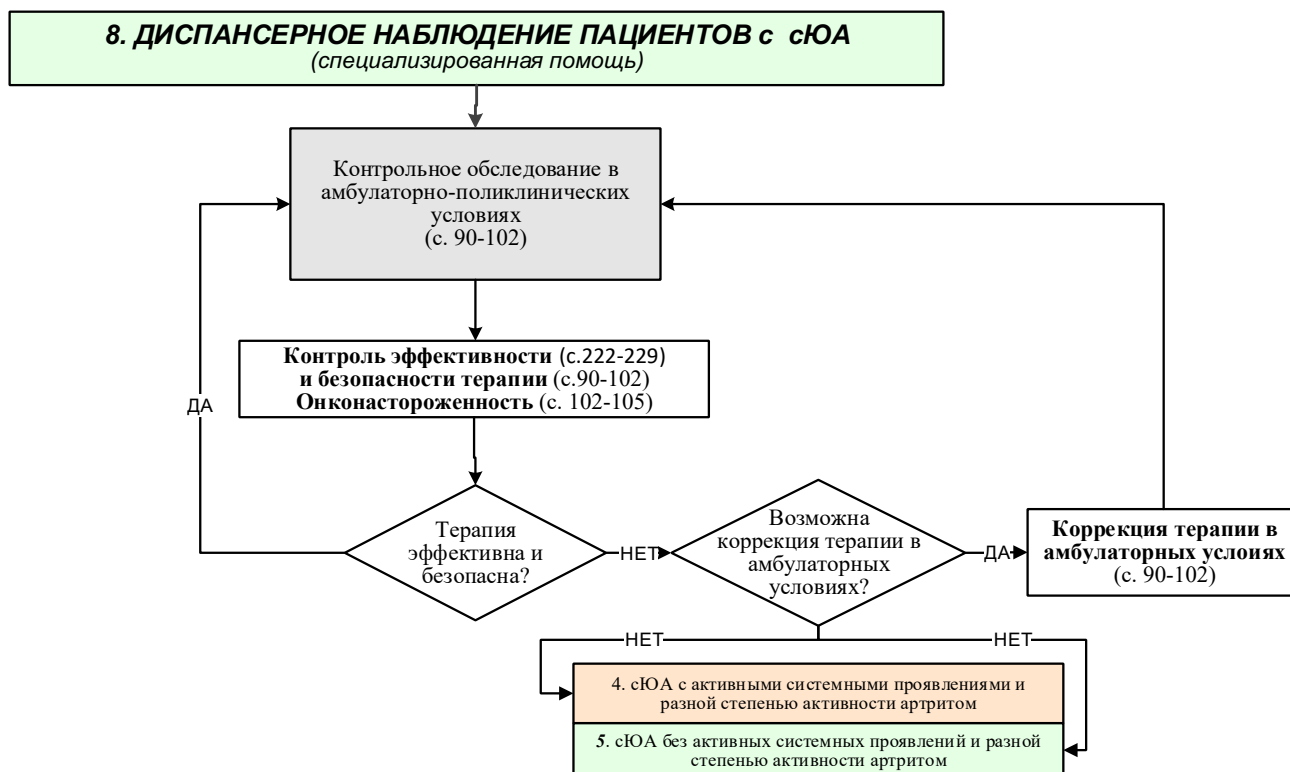 8. ДИСПАНСЕРНОЕ НАБЛЮДЕНИЕ ПАЦИЕНТОВ с сЮА
(специализированная помощь)
Контрольное обследование в
амбулаторно-поликлинических
условиях
(с. 90-102)
Контроль эффективности (с.222-229)
и безопасности терапии (с.90-102)
Онконастороженность (с. 102-105)
ДА
Терапия
эффективна и
безопасна?
НЕТ
Возможна
коррекция терапии в
амбулаторных
условиях?
ДА
Коррекция терапии в
амбулаторных услоиях
(с. 90-102)
НЕТ
НЕТ
4. сЮА с активными системными проявлениями и
разной степенью активности артритом
5. сЮА без активных системных проявлений и разной
степенью активности артритом